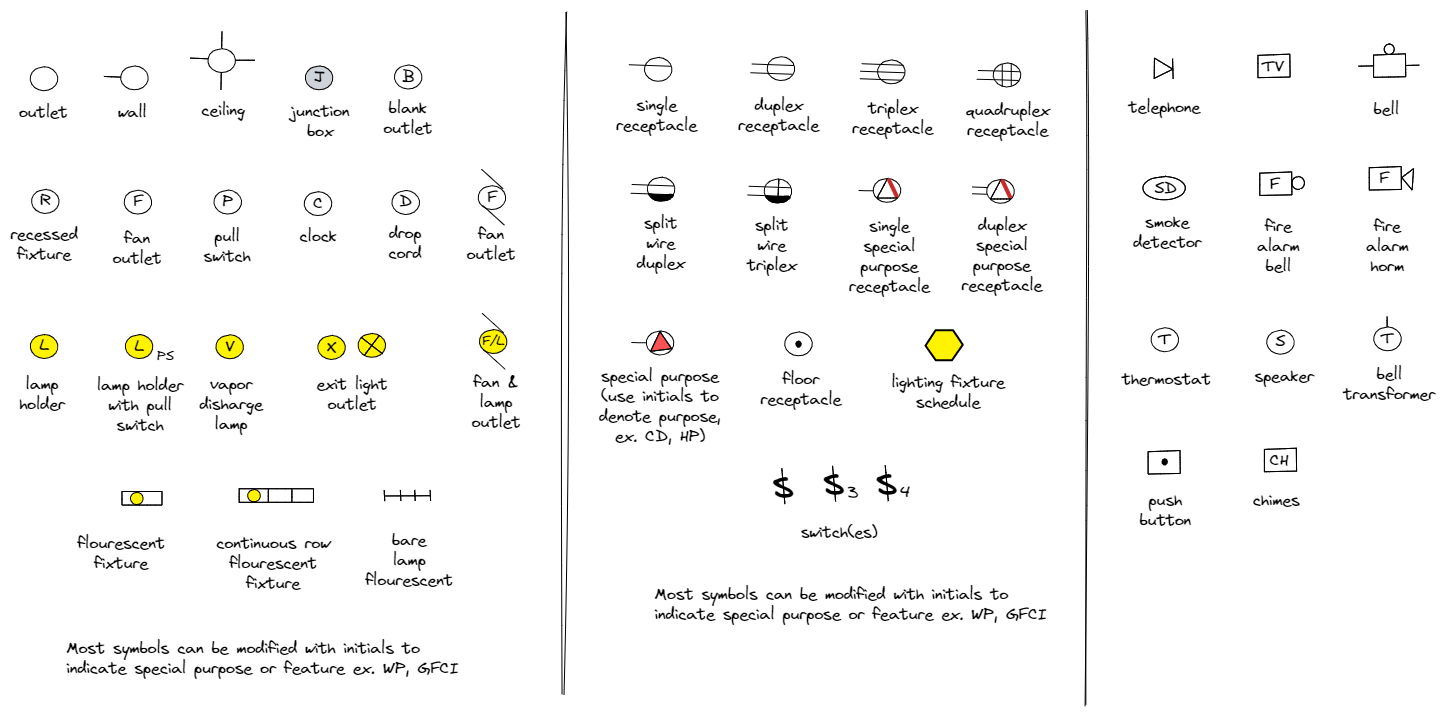 outlet
wall
ceiling
J
junction
box
B
blank
outlet
R
recessed
fixture
F
fan
outlet
P
pull
switch
C
clock
D
drop
cord
F
fan
outlet
L
lamp
holder
L PS
lamp holder
with pull
switch
V
vapor
disharge
lamp
X
exit light
outlet
F/L
fan &
lamp
outlet
flourescent
fixture
continuous row
flourescent
fixture
bare
lamp
flourescent
Most symbols can be modified with initials to
indicate special purpose or feature ex. WP, GFCI
single
receptacle
duplex
receptacle
triplex
receptacle
quadruplex
receptacle
split
wire
duplex
split
wire
triplex
single
special
purpose
receptacle
duplex
special
purpose
receptacle
special purpose
(use initials to
denote purpose,
ex. CD, HP)
floor
receptacle
lighting fixture
schedule
$ $3 $4
switch(es)
Most symbols can be modified with initials to
indicate special purpose or feature ex. WP, GFCI
telephone
TV
bell
SD
smoke
detector
F
fire
alarm
bell
F
fire
alarm
horm
T
thermostat
S
speaker
T
bell
transformer
push
button
CH
chimes